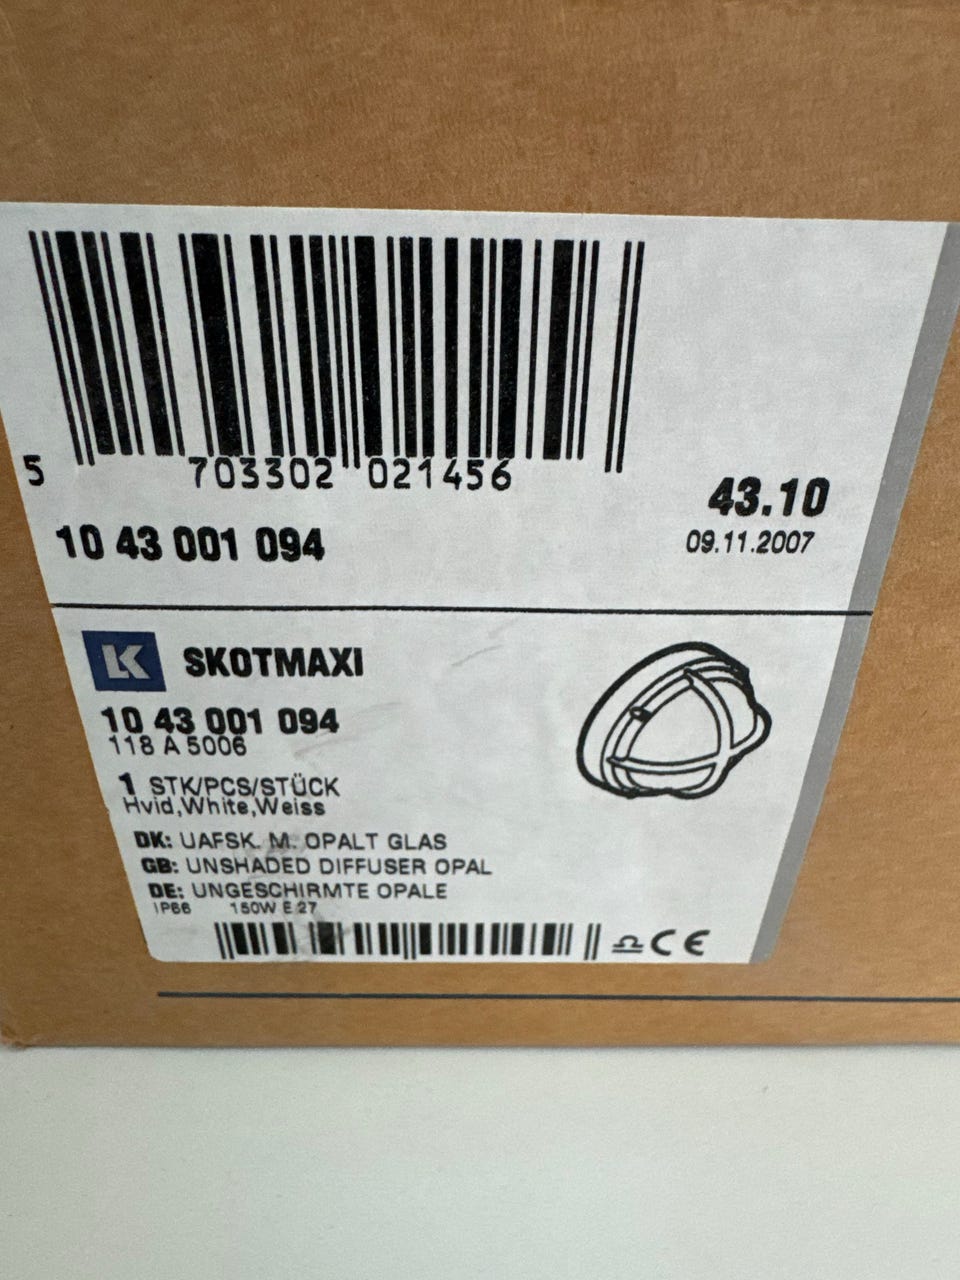 5 703302 021456
43.10
10 43 001 094
09.11.2007
LK SKOTMAXI
10 43 001 094
118 A 5006
1 STK/PCS/STÜCK
Hvid,White,Weiss
DK: UAFSK. M. OPALT GLAS
GB: UNSHADED DIFFUSER OPAL
DE: UNGESCHIRMTE OPALE
IP66 150W E 27
CE